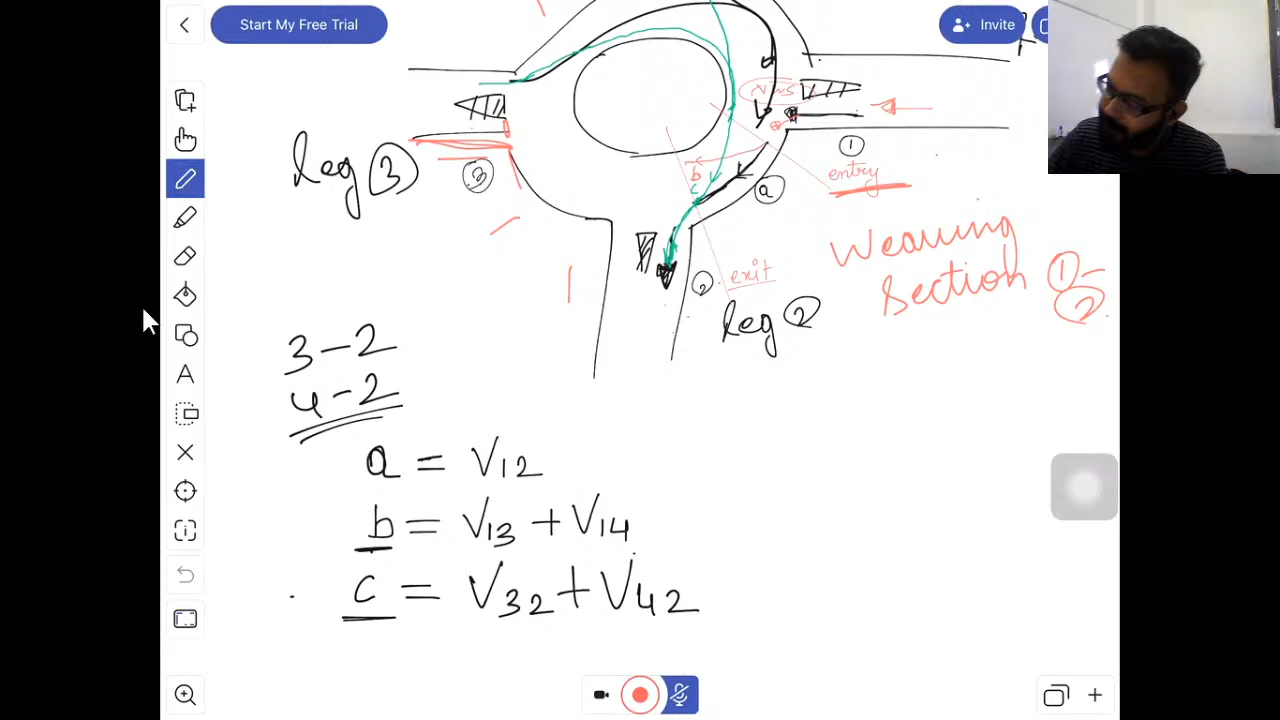 Start My Free Trial
Invite
leg ③
③
①
entry
b
c
ⓐ
Weaving
Section ①-
②
exit
②
leg ②
3-2
4-2
a = V12
b = V13 + V14
c = V32 + V42